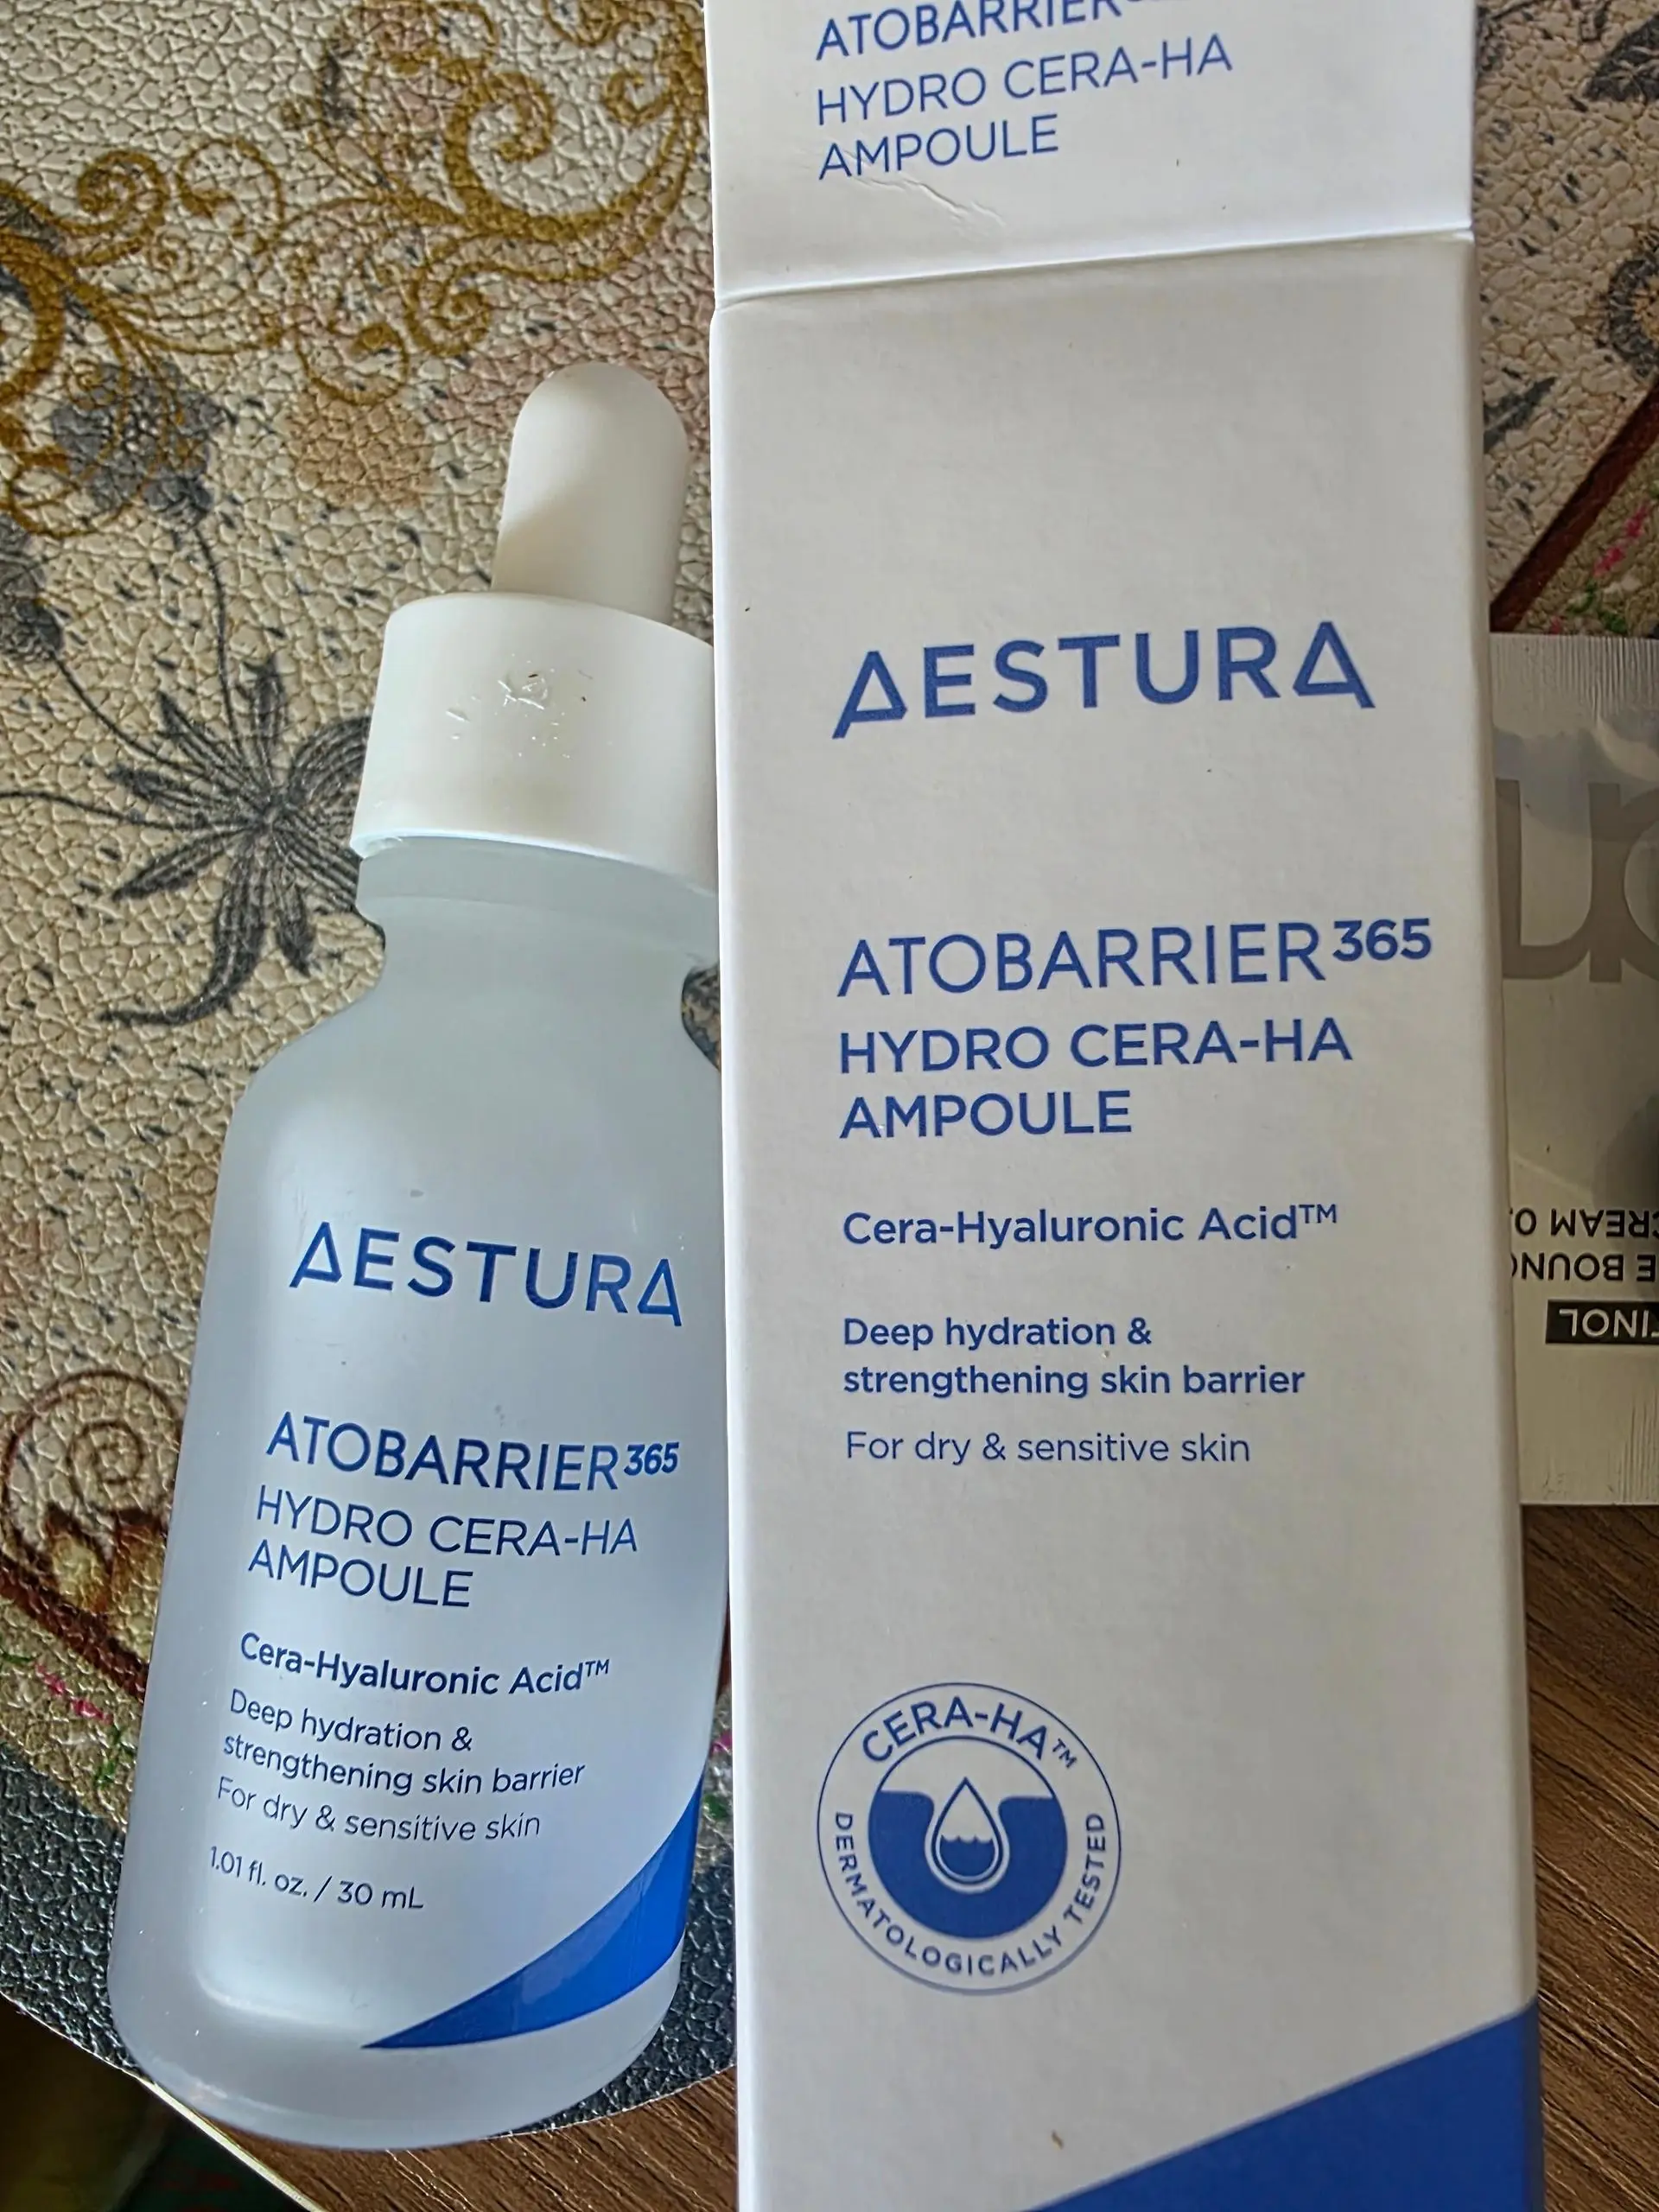 HYDRO CERA-HA
AMPOULE
AESTURA
ATOBARRIER365
HYDRO CERA-HA
AMPOULE
Cera-Hyaluronic Acid™
Deep hydration &
strengthening skin barrier
For dry & sensitive skin
CERA-HA™
DERMATOLOGICALLY TESTED
AESTURA
ATOBARRIER365
HYDRO CERA-HA
AMPOULE
Cera-Hyaluronic Acid™
Deep hydration &
strengthening skin barrier
For dry & sensitive skin
1.01 fl. oz. / 30 mL